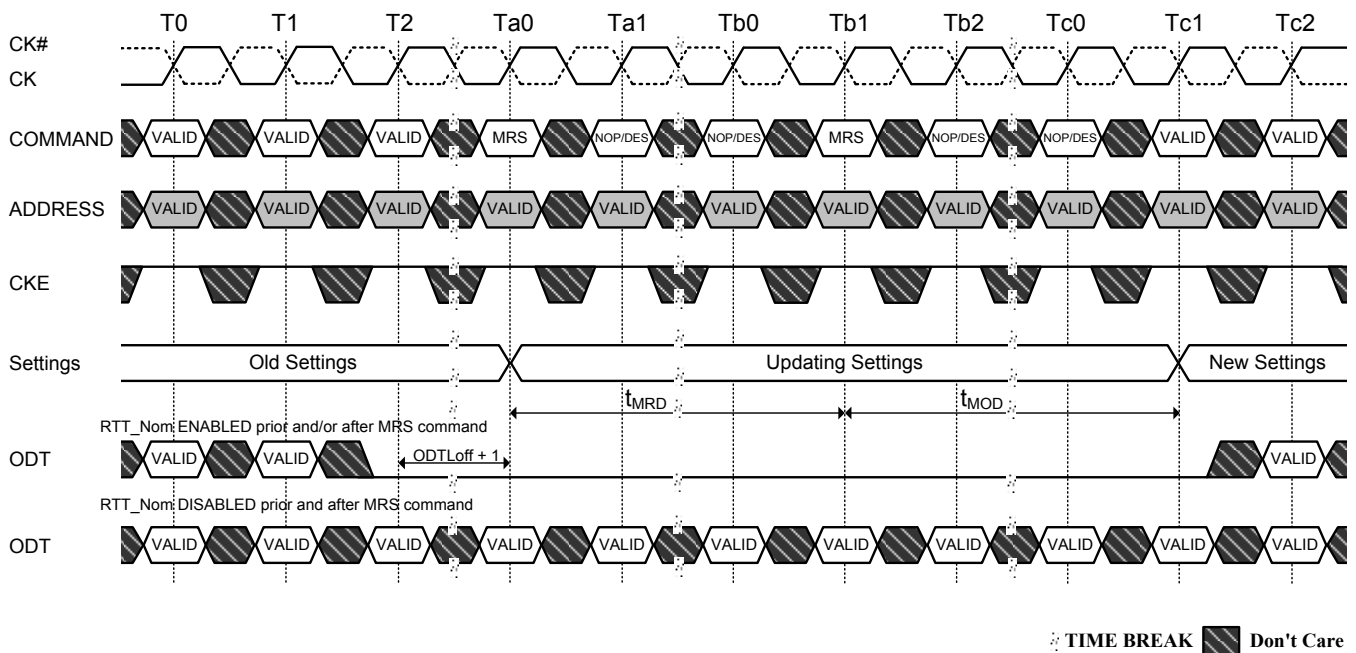 T0 T1 T2 Ta0 Ta1 Tb0 Tb1 Tb2 Tc0 Tc1 Tc2
CK#
CK
COMMAND VALID VALID VALID MRS NOP/DES NOP/DES MRS NOP/DES NOP/DES VALID VALID
ADDRESS VALID VALID VALID VALID VALID VALID VALID VALID VALID VALID VALID
CKE
Settings Old Settings Updating Settings New Settings
tMRD tMOD
RTT_Nom ENABLED prior and/or after MRS command
ODT VALID VALID ODTLoff + 1 VALID
RTT_Nom DISABLED prior and after MRS command
ODT VALID VALID VALID VALID VALID VALID VALID VALID VALID VALID VALID
TIME BREAK Don't Care